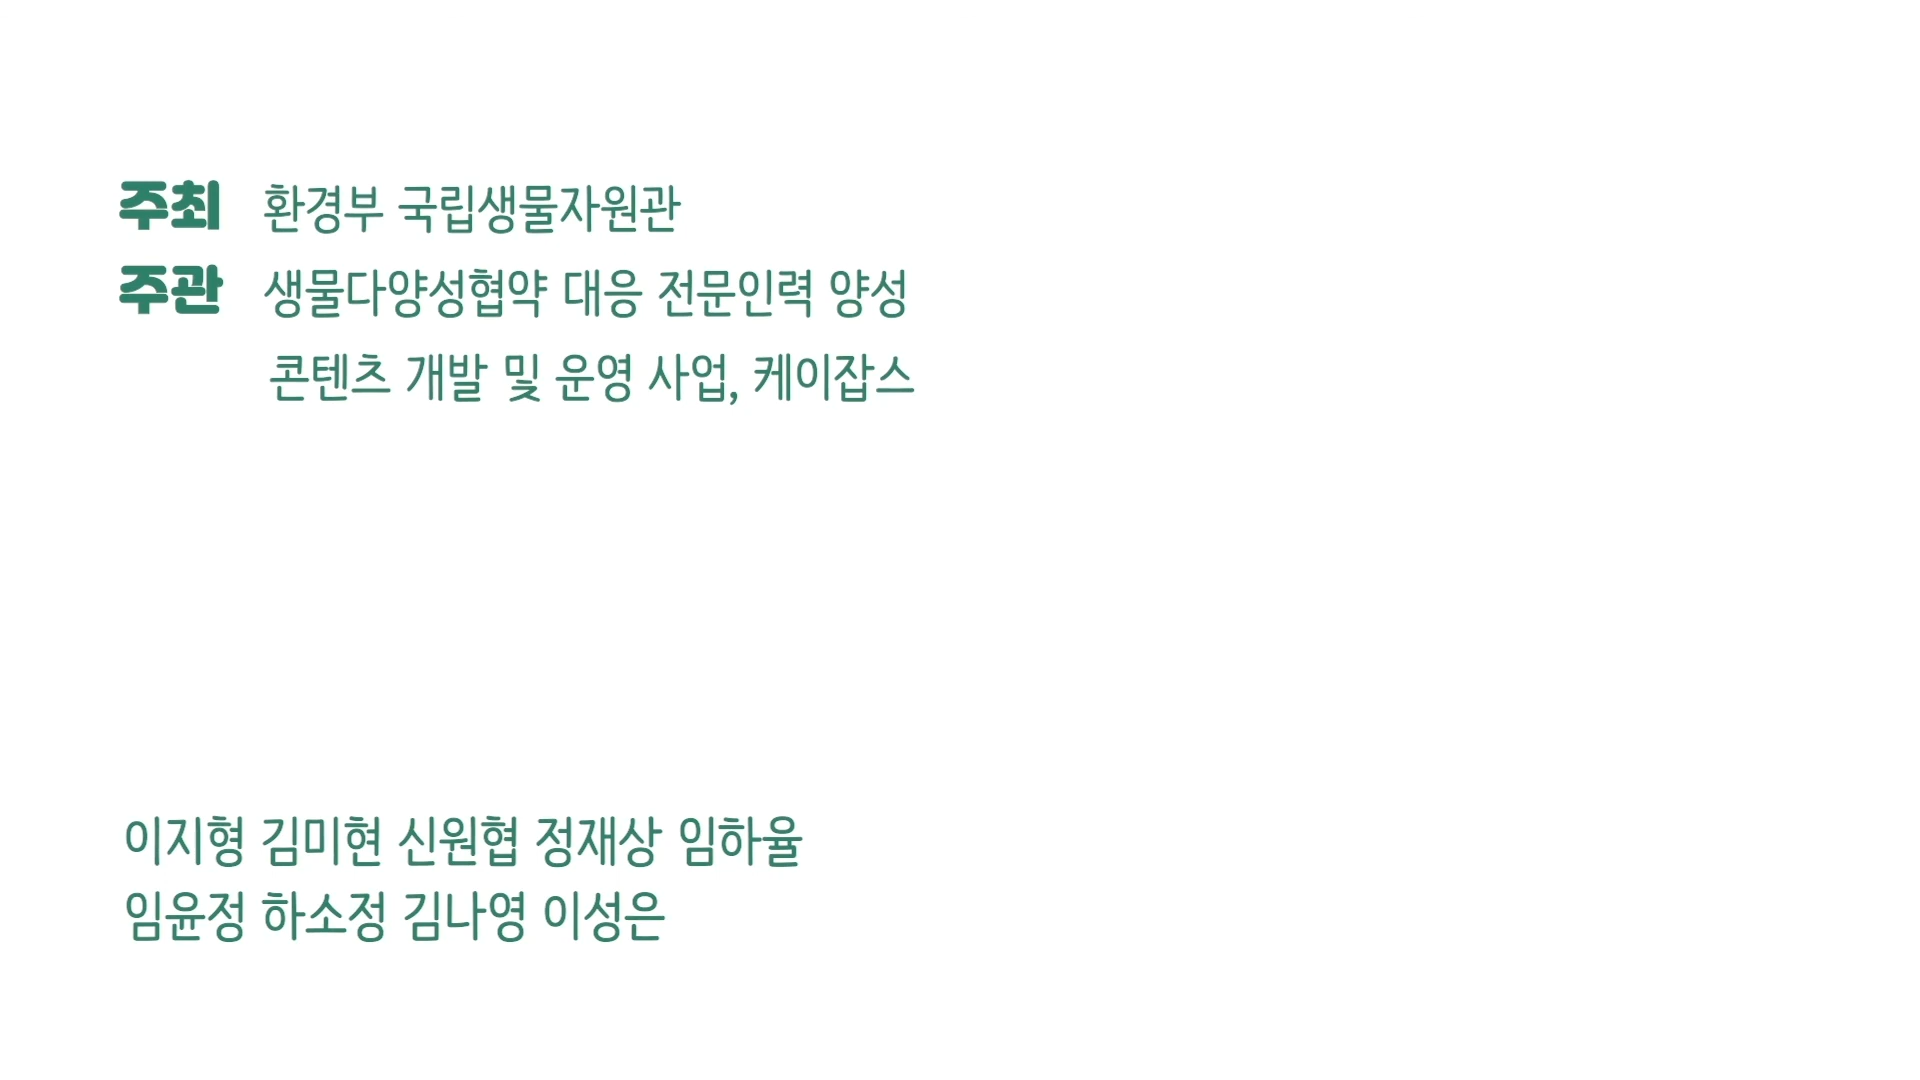 주최 환경부 국립생물자원관
주관 생물다양성협약 대응 전문인력 양성
콘텐츠 개발 및 운영 사업, 케이잡스
이지형 김미현 신원협 정재상 임하율
임윤정 하소정 김나영 이성은